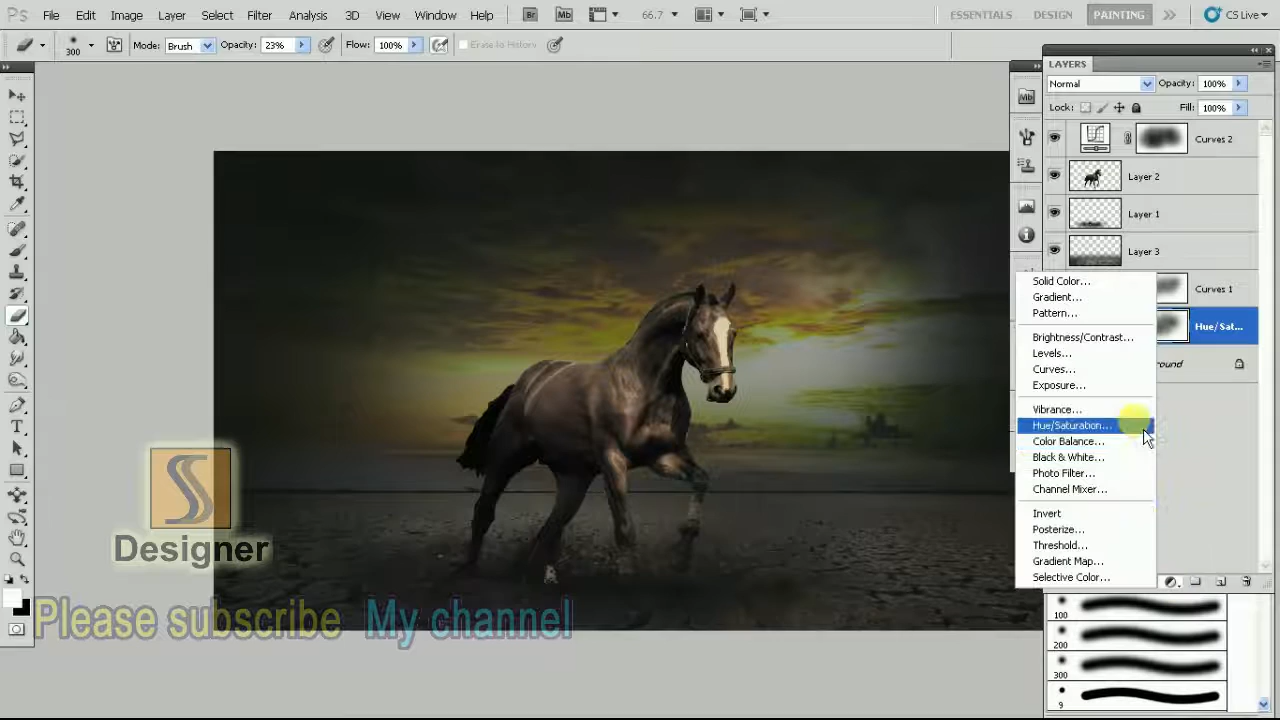 Ps File Edit Image Layer Select Filter Analysis 3D View Window Help Br Mb 66.7 ESSENTIALS DESIGN PAINTING CS Live
300 Mode: Brush Opacity: 23% Flow: 100% Erase to History
LAYERS
Normal Opacity: 100%
Mb
Lock: Fill: 100%
Curves 2
Layer 2
Layer 1
Layer 3
Solid Color...
Curves 1
Gradient...
Pattern...
Hue/Sat...
Brightness/Contrast...
Levels...
Curves...
Exposure...
Vibrance...
Hue/Saturation...
Color Balance...
Black & White...
Photo Filter...
Channel Mixer...
Invert
Posterize...
Threshold...
Gradient Map...
Selective Color...
S
Designer
Please subscribe My channel
100
200
300
9